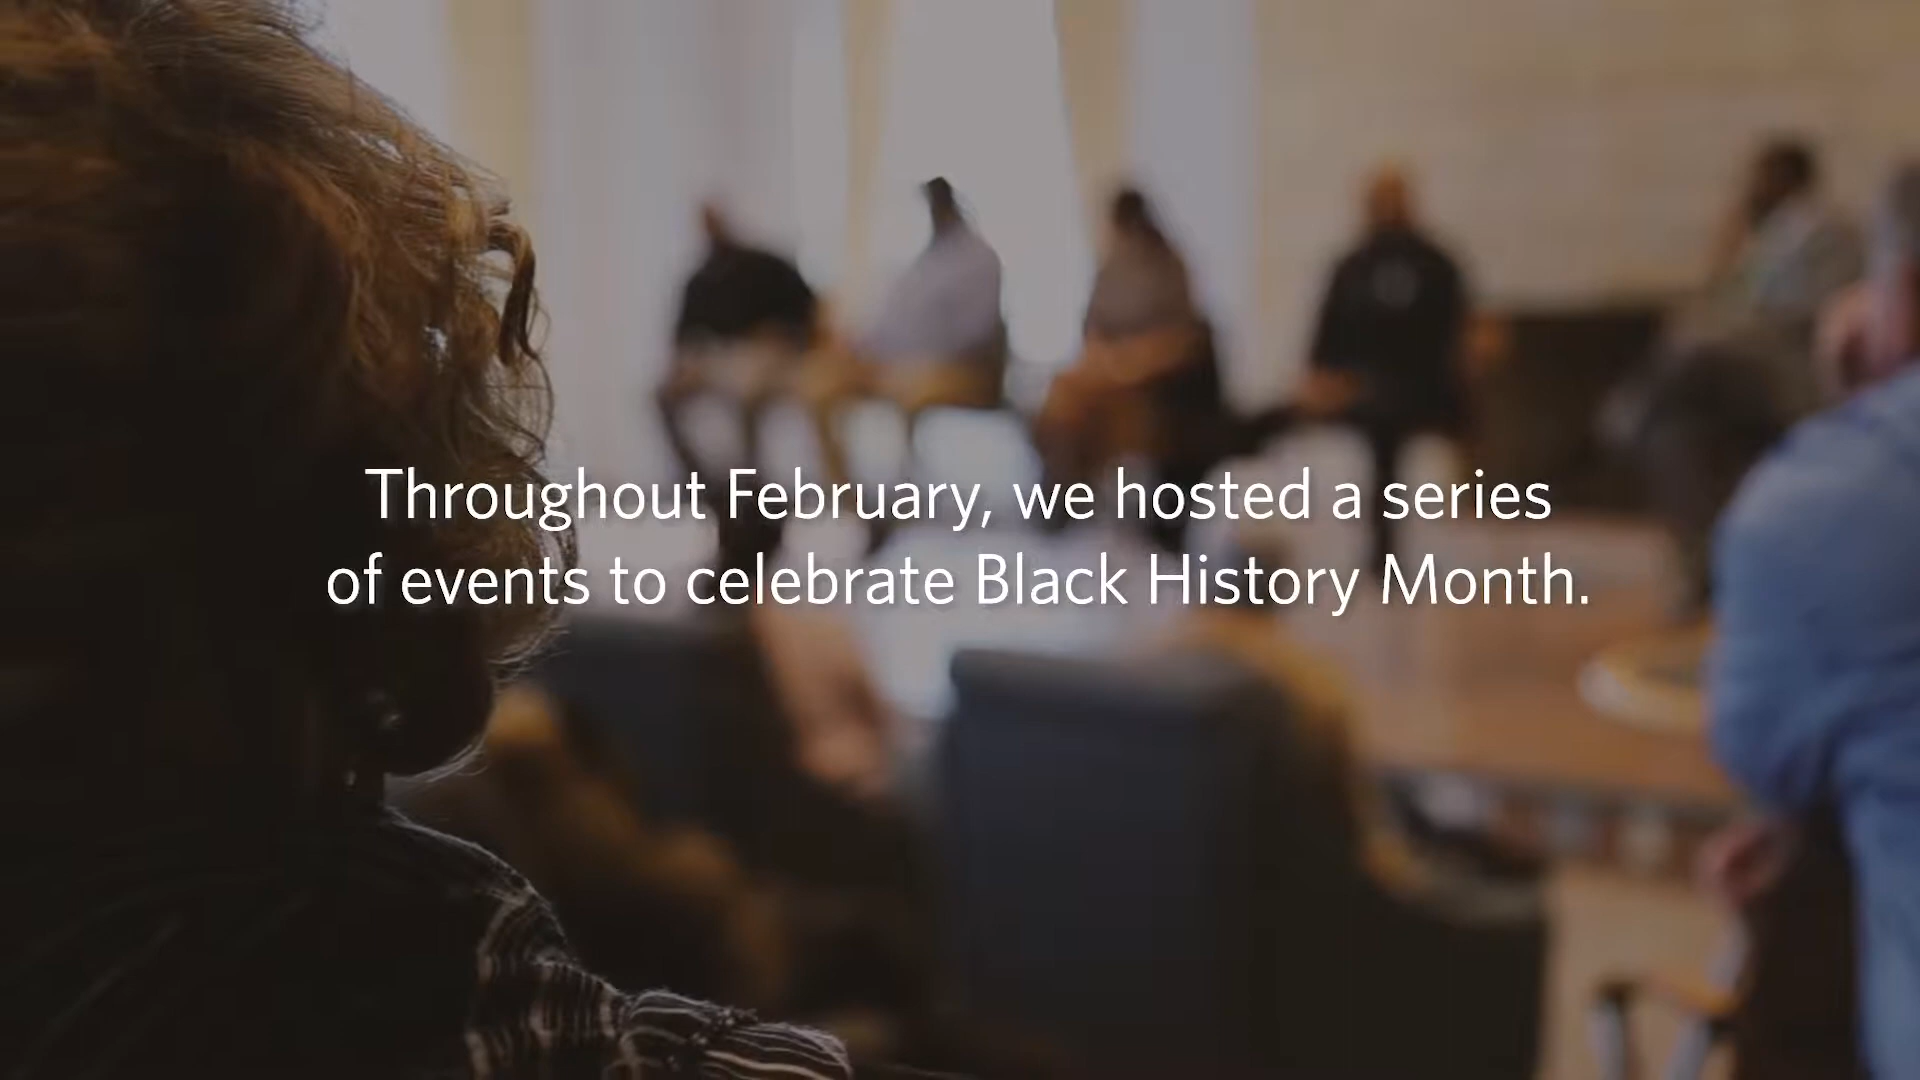 Throughout February, we hosted a series
of events to celebrate Black History Month.